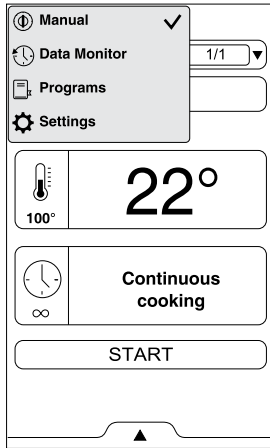 Manual
Data Monitor
1/1
Programs
Settings
100°
22°
∞
Continuous
cooking
START